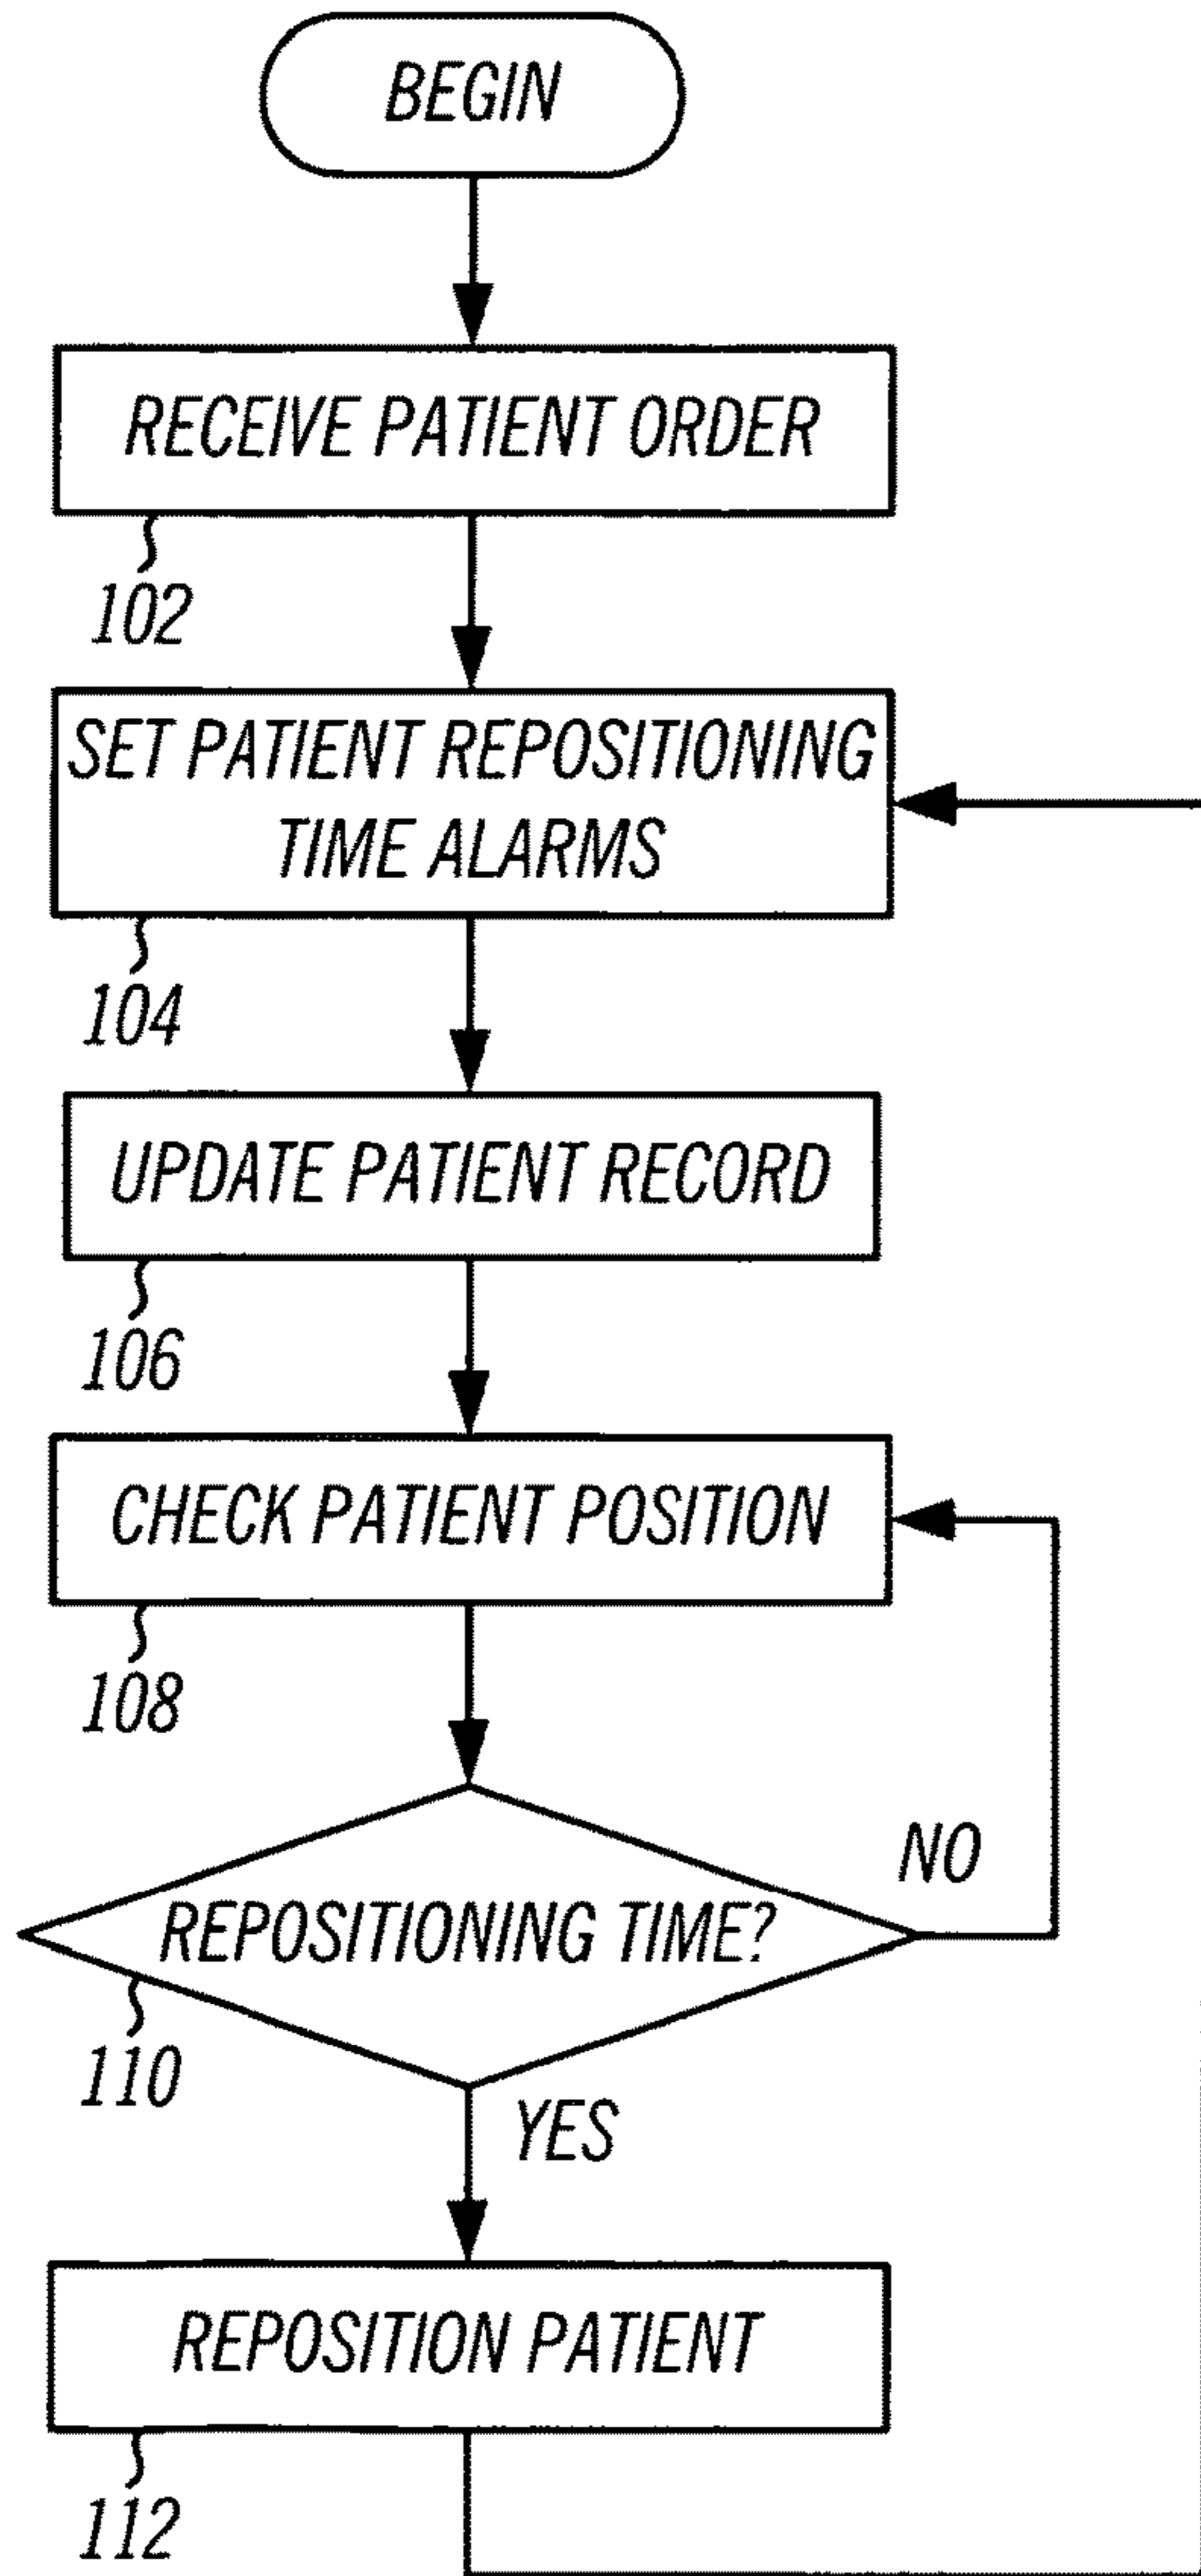 BEGIN
RECEIVE PATIENT ORDER
102
SET PATIENT REPOSITIONING
TIME ALARMS
104
UPDATE PATIENT RECORD
106
CHECK PATIENT POSITION
108
NO
REPOSITIONING TIME?
110
YES
REPOSITION PATIENT
112